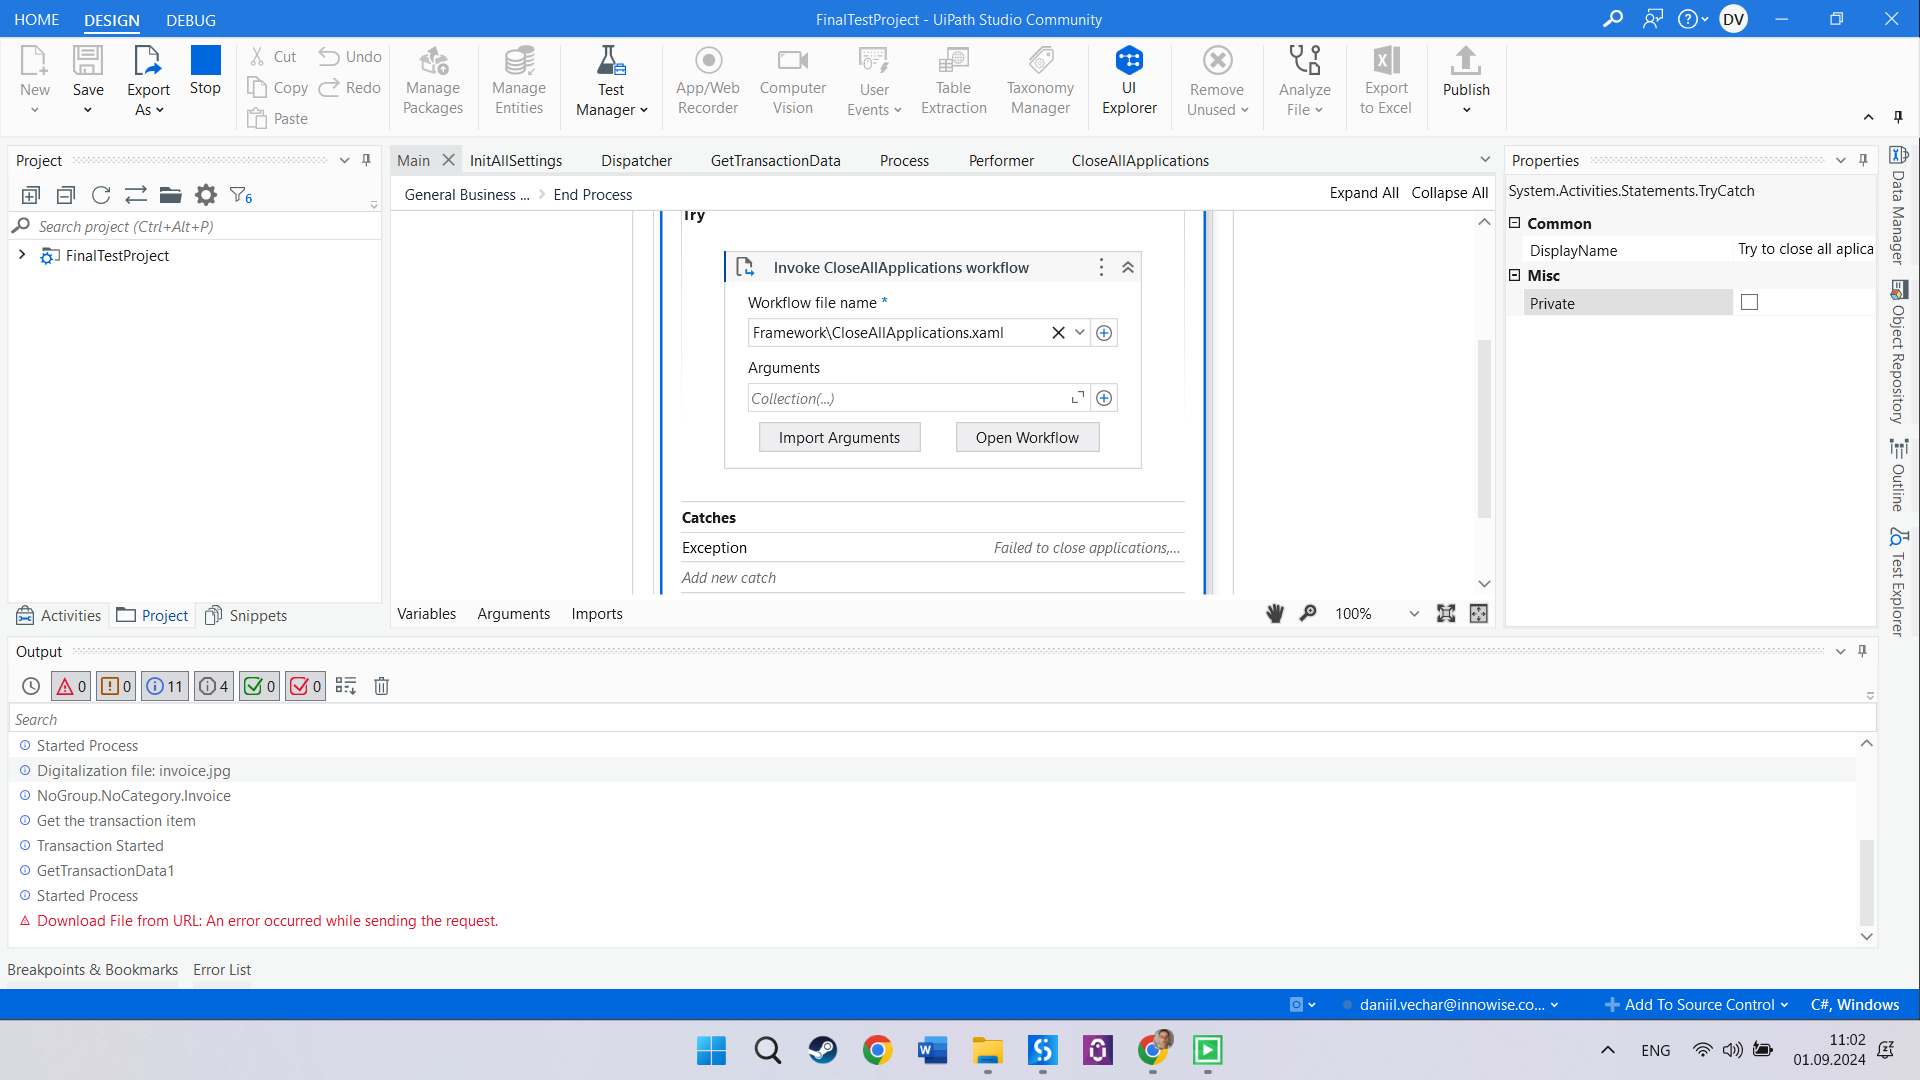 HOME DESIGN DEBUG
FinalTestProject - UiPath Studio Community
DV
New
Save
Export As
Stop
Cut
Copy
Paste
Undo
Redo
Manage Packages
Manage Entities
Test Manager
App/Web Recorder
Computer Vision
User Events
Table Extraction
Taxonomy Manager
UI Explorer
Remove Unused
Analyze File
Export to Excel
Publish
Project
6
Search project (Ctrl+Alt+P)
FinalTestProject
Activities Project Snippets
Main InitAllSettings Dispatcher GetTransactionData Process Performer CloseAllApplications
General Business ... End Process
Expand All Collapse All
Try
Invoke CloseAllApplications workflow
Workflow file name *
Framework\CloseAllApplications.xaml
Arguments
Collection(...)
Import Arguments Open Workflow
Catches
Exception Failed to close applications,...
Add new catch
Variables Arguments Imports
100%
Properties
System.Activities.Statements.TryCatch
Common
DisplayName Try to close all aplica
Misc
Private
Data Manager
Object Repository
Outline
Test Explorer
Output
0 0 11 4 0 0
Search
Started Process
Digitalization file: invoice.jpg
NoGroup.NoCategory.Invoice
Get the transaction item
Transaction Started
GetTransactionData1
Started Process
Download File from URL: An error occurred while sending the request.
Breakpoints & Bookmarks Error List
daniil.vechar@innowise.co... Add To Source Control C#, Windows
ENG
11:02
01.09.2024